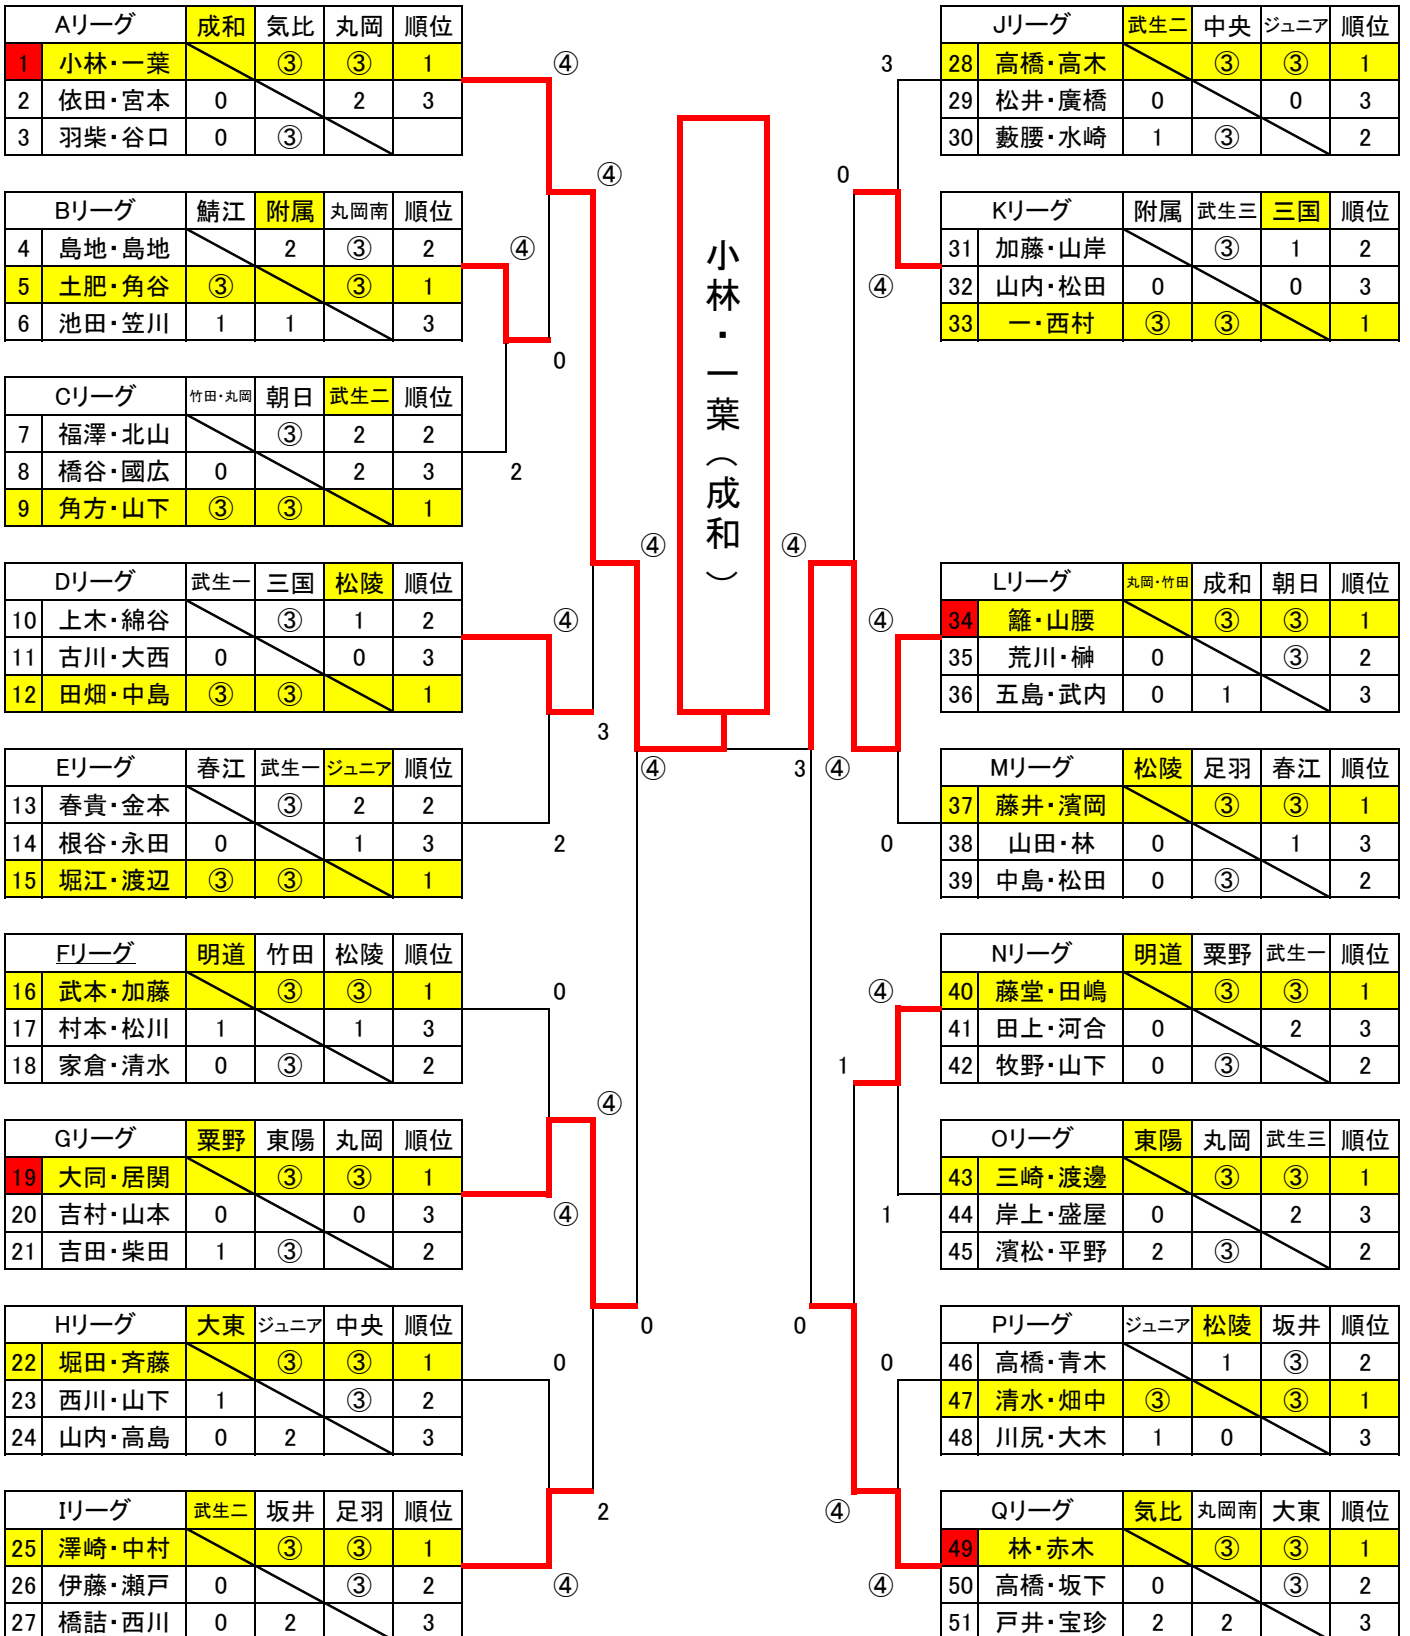 Aリーグ 成和 気比 丸岡 順位
1 小林・一葉 ③ ③ 1
2 依田・宮本 0 2 3
3 羽柴・谷口 0 ③
④
④
Bリーグ 鯖江 附属 丸岡南 順位
4 島地・島地 2 ③ 2
5 土肥・角谷 ③ ③ 1
6 池田・笠川 1 1 3
④
0
Cリーグ 竹田・丸岡 朝日 武生二 順位
7 福澤・北山 ③ 2 2
8 橋谷・國広 0 2 3
9 角方・山下 ③ ③ 1
2
④
Dリーグ 武生一 三国 松陵 順位
10 上木・綿谷 ③ 1 2
11 古川・大西 0 0 3
12 田畑・中島 ③ ③ 1
④
3
Eリーグ 春江 武生一 ジュニア 順位
13 春貴・金本 ③ 2 2
14 根谷・永田 0 1 3
15 堀江・渡辺 ③ ③ 1
④
2
Fリーグ 明道 竹田 松陵 順位
16 武本・加藤 ③ ③ 1
17 村本・松川 1 1 3
18 家倉・清水 0 ③ 2
0
④
Gリーグ 粟野 東陽 丸岡 順位
19 大同・居関 ③ ③ 1
20 吉村・山本 0 0 3
21 吉田・柴田 1 ③ 2
④
0
Hリーグ 大東 ジュニア 中央 順位
22 堀田・斉藤 ③ ③ 1
23 西川・山下 1 ③ 2
24 山内・高島 0 2 3
0
2
Iリーグ 武生二 坂井 足羽 順位
25 澤崎・中村 ③ ③ 1
26 伊藤・瀬戸 0 ③ 2
27 橋詰・西川 0 2 3
④
小林・一葉（成和）
3
0
Jリーグ 武生二 中央 ジュニア 順位
28 高橋・高木 ③ ③ 1
29 松井・廣橋 0 0 3
30 藪腰・水崎 1 ③ 2
④
Kリーグ 附属 武生三 三国 順位
31 加藤・山岸 ③ 1 2
32 山内・松田 0 0 3
33 一・西村 ③ ③ 1
④
④
Lリーグ 丸岡・竹田 成和 朝日 順位
34 籬・山腰 ③ ③ 1
35 荒川・榊 0 ③ 2
36 五島・武内 0 1 3
3
④
0
Mリーグ 松陵 足羽 春江 順位
37 藤井・濱岡 ③ ③ 1
38 山田・林 0 1 3
39 中島・松田 0 ③ 2
④
1
Nリーグ 明道 粟野 武生一 順位
40 藤堂・田嶋 ③ ③ 1
41 田上・河合 0 2 3
42 牧野・山下 0 ③ 2
1
Oリーグ 東陽 丸岡 武生三 順位
43 三崎・渡邊 ③ ③ 1
44 岸上・盛屋 0 2 3
45 濱松・平野 2 ③ 2
0
0
Pリーグ ジュニア 松陵 坂井 順位
46 高橋・青木 1 ③ 2
47 清水・畑中 ③ ③ 1
48 川尻・大木 1 0 3
④
④
Qリーグ 気比 丸岡南 大東 順位
49 林・赤木 ③ ③ 1
50 高橋・坂下 0 ③ 2
51 戸井・宝珍 2 2 3